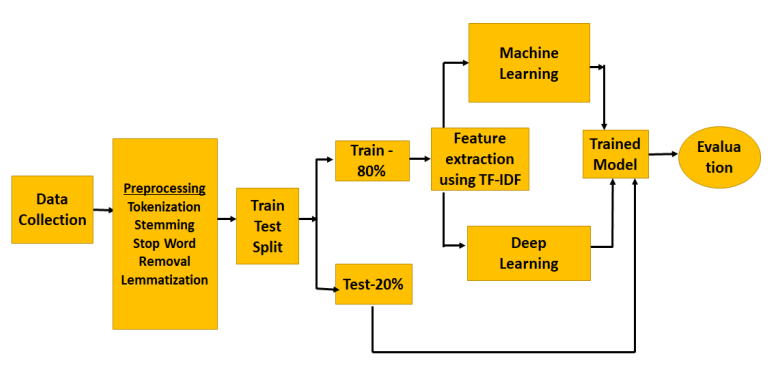 Data
Collection
Preprocessing
Tokenization
Stemming
Stop Word
Removal
Lemmatization
Train
Test
Split
Train -
80%
Test-20%
Feature
extraction
using TF-IDF
Machine
Learning
Deep
Learning
Trained
Model
Evalua
tion